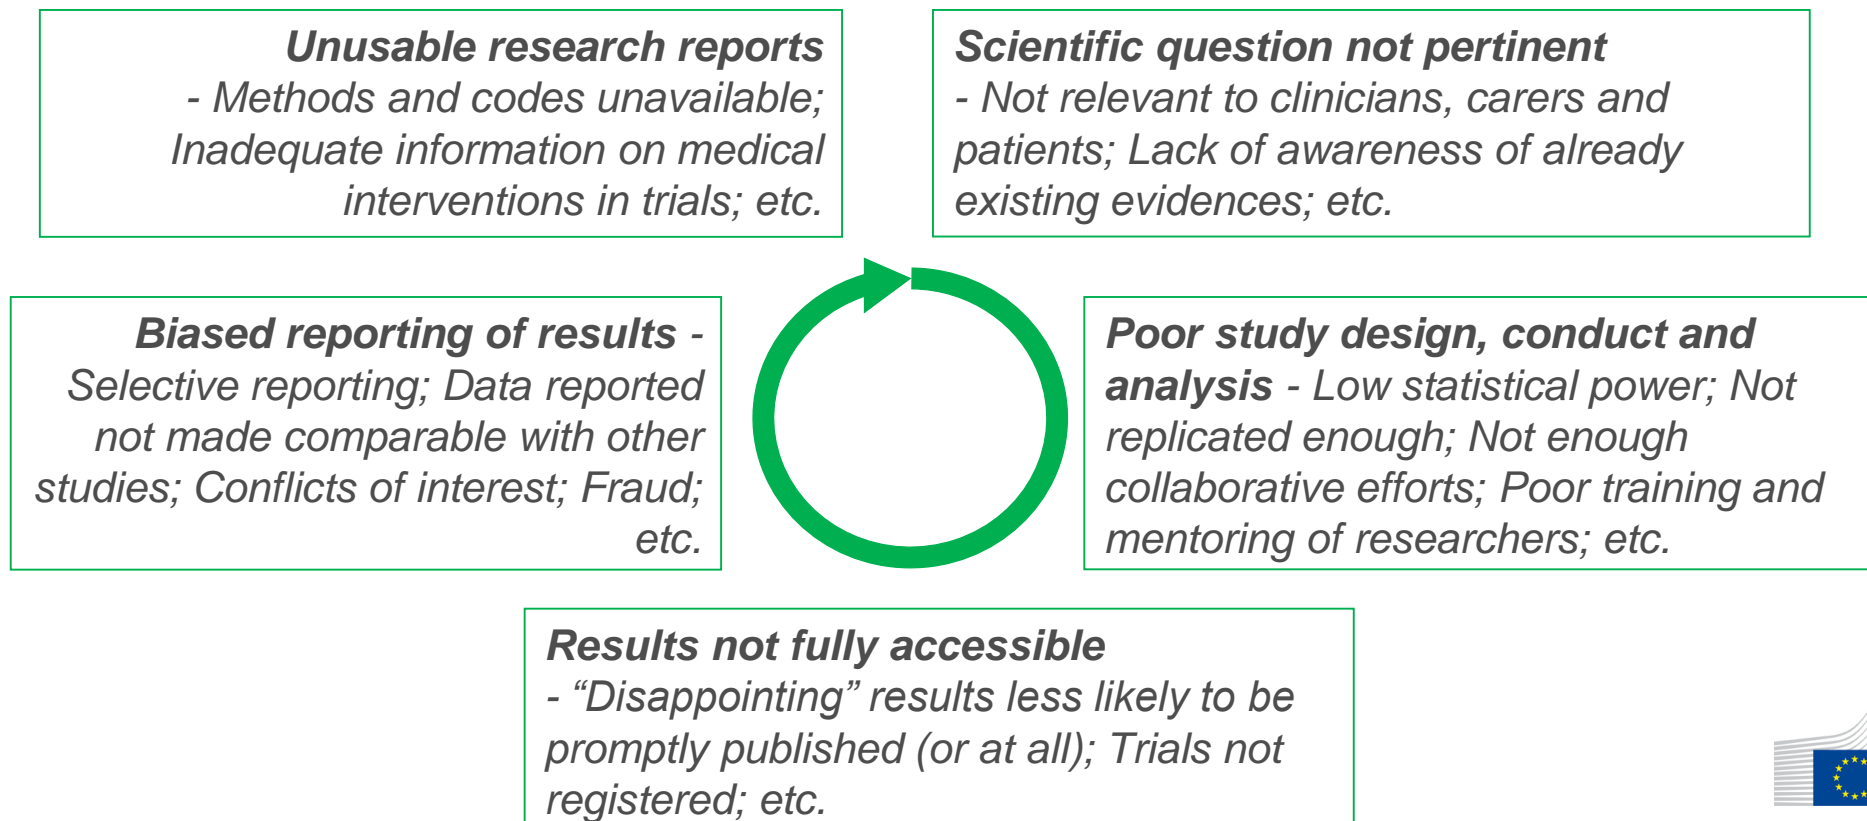 Unusable research reports
- Methods and codes unavailable;
Inadequate information on medical
interventions in trials; etc.
Scientific question not pertinent
- Not relevant to clinicians, carers and
patients; Lack of awareness of already
existing evidences; etc.
Biased reporting of results -
Selective reporting; Data reported
not made comparable with other
studies; Conflicts of interest; Fraud;
etc.
Poor study design, conduct and
analysis - Low statistical power; Not
replicated enough; Not enough
collaborative efforts; Poor training and
mentoring of researchers; etc.
Results not fully accessible
- “Disappointing” results less likely to be
promptly published (or at all); Trials not
registered; etc.